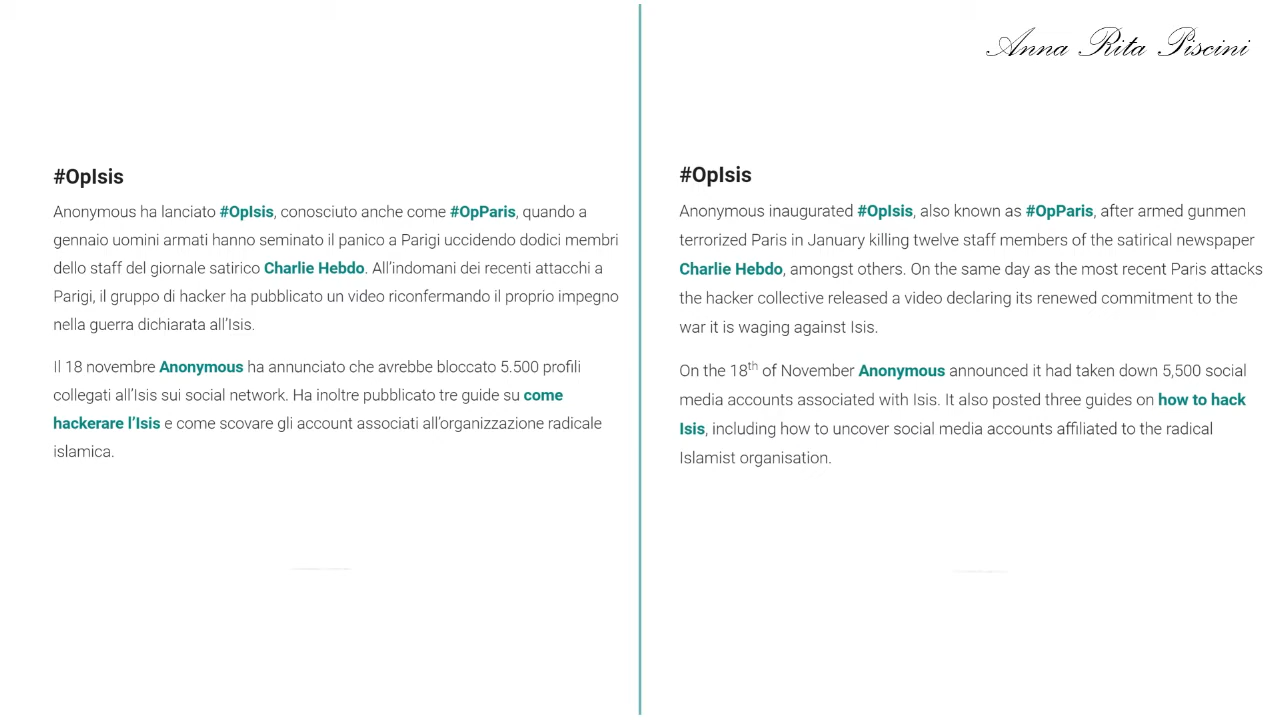 Anna Rita Piscini
#OpIsis
Anonymous ha lanciato #OpIsis, conosciuto anche come #OpParis, quando a
gennaio uomini armati hanno seminato il panico a Parigi uccidendo dodici membri
dello staff del giornale satirico Charlie Hebdo. All’indomani dei recenti attacchi a
Parigi, il gruppo di hacker ha pubblicato un video riconfermando il proprio impegno
nella guerra dichiarata all’Isis.
Il 18 novembre Anonymous ha annunciato che avrebbe bloccato 5.500 profili
collegati all’Isis sui social network. Ha inoltre pubblicato tre guide su come
hackerare l’Isis e come scovare gli account associati all’organizzazione radicale
islamica.
#OpIsis
Anonymous inaugurated #OpIsis, also known as #OpParis, after armed gunmen
terrorized Paris in January killing twelve staff members of the satirical newspaper
Charlie Hebdo, amongst others. On the same day as the most recent Paris attacks
the hacker collective released a video declaring its renewed commitment to the
war it is waging against Isis.
On the 18th of November Anonymous announced it had taken down 5,500 social
media accounts associated with Isis. It also posted three guides on how to hack
Isis, including how to uncover social media accounts affiliated to the radical
Islamist organisation.